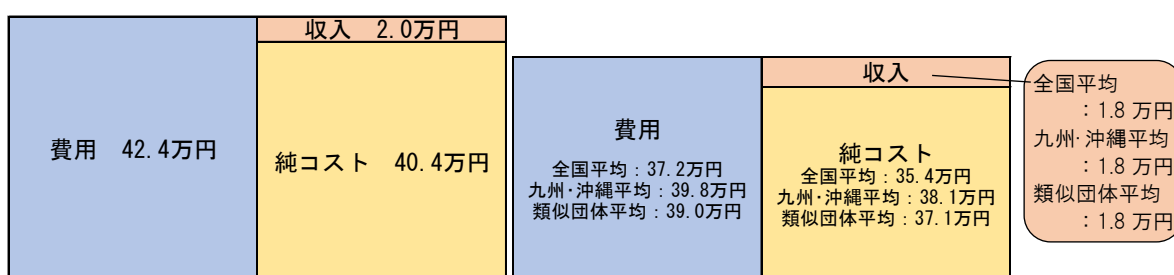 収入　2.0万円
費用　42.4万円
純コスト　40.4万円
費用
全国平均：37.2万円
九州・沖縄平均：39.8万円
類似団体平均：39.0万円
収入
純コスト
全国平均：35.4万円
九州・沖縄平均：38.1万円
類似団体平均：37.1万円
全国平均
：1.8 万円
九州・沖縄平均
：1.8 万円
類似団体平均
：1.8 万円